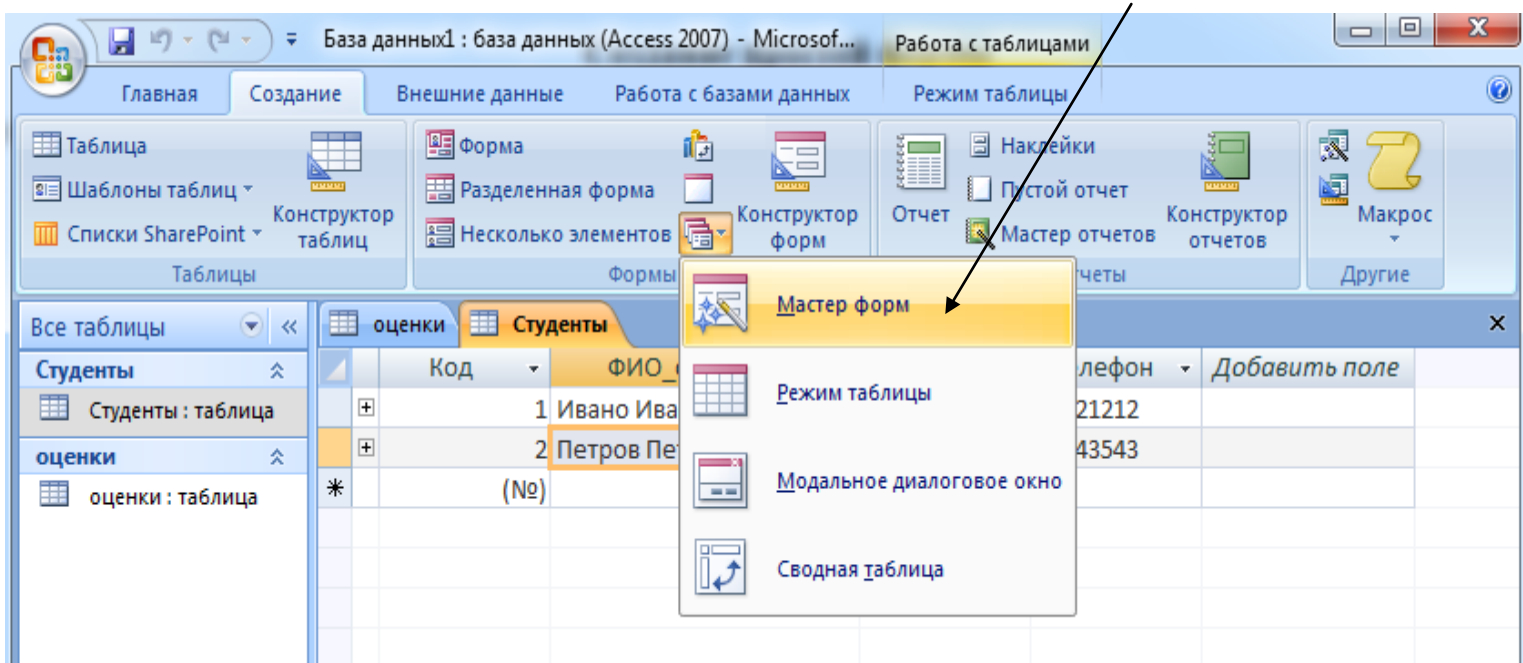 База данных1 : база данных (Access 2007) - Microsof...
Работа с таблицами
Главная
Создание
Внешние данные
Работа с базами данных
Режим таблицы
Таблица
Шаблоны таблиц
Списки SharePoint
Конструктор
таблиц
Таблицы
Форма
Разделенная форма
Несколько элементов
Конструктор
форм
Формы
Отчет
Наклейки
Пустой отчет
Мастер отчетов
Конструктор
отчетов
четы
Макрос
Другие
Мастер форм
Режим таблицы
Модальное диалоговое окно
Сводная таблица
Все таблицы
Студенты
Студенты : таблица
оценки
оценки : таблица
оценки
Студенты
Код ФИО_ лефон Добавить поле
1 Ивано Ива 21212
2 Петров Пе 43543
(№)